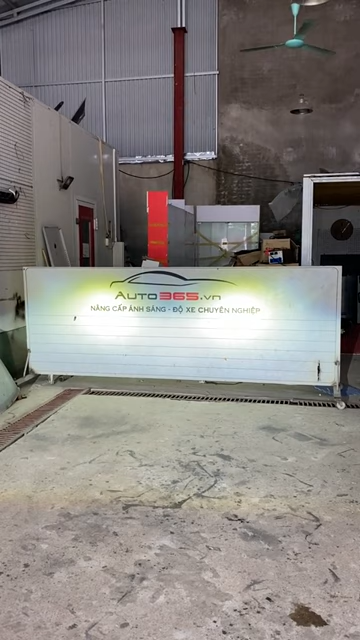 AUTO365.vn
NÂNG CẤP ÁNH SÁNG - ĐỘ XE CHUYÊN NGHIỆP